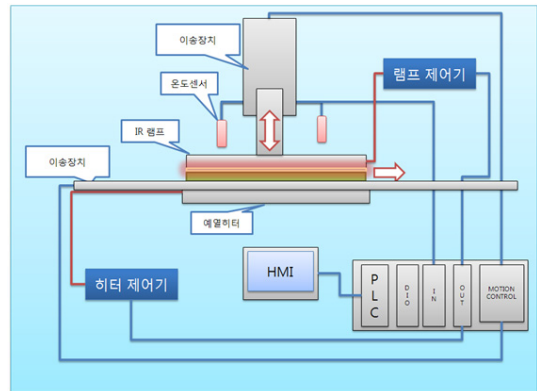 이송장치
램프 제어기
온도센서
IR 램프
이송장치
예열히터
HMI
히터 제어기
PLC
DIO
IN
OUT
MOTION
CONTROL